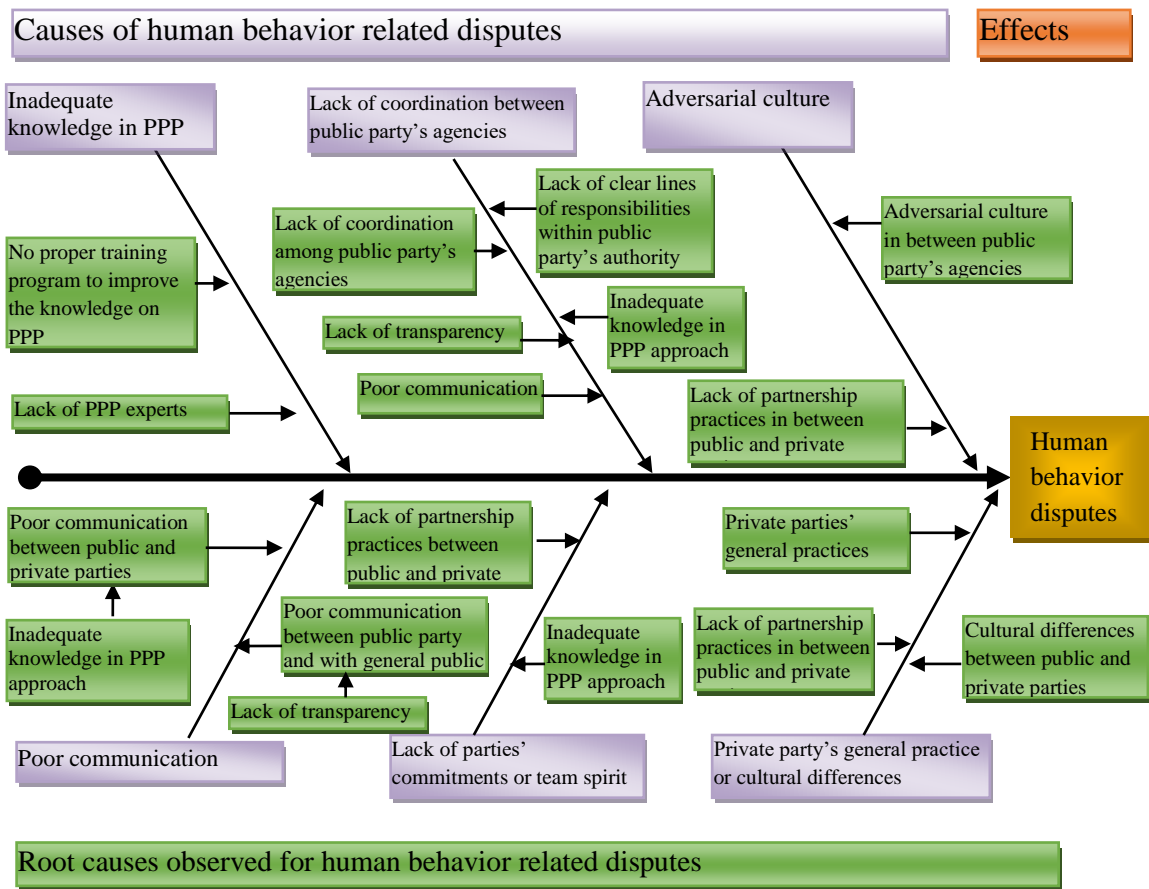 Causes of human behavior related disputes
Effects
Inadequate
knowledge in PPP
Lack of coordination between
public party’s agencies
Adversarial culture
Lack of clear lines
of responsibilities
within public
party’s authority
Lack of coordination
among public party’s
agencies
Adversarial culture
in between public
party’s agencies
No proper training
program to improve
the knowledge on
PPP
Inadequate
knowledge in
PPP approach
Lack of transparency
Poor communication
Lack of PPP experts
Lack of partnership
practices in between
public and private
Human
behavior
disputes
Poor communication
between public and
private parties
Lack of partnership
practices between
public and private
Private parties’
general practices
Inadequate
knowledge in PPP
approach
Poor communication
between public party
and with general public
Inadequate
knowledge in
PPP approach
Lack of partnership
practices in between
public and private
Cultural differences
between public and
private parties
Lack of transparency
Poor communication
Lack of parties’
commitments or team spirit
Private party’s general practice
or cultural differences
Root causes observed for human behavior related disputes